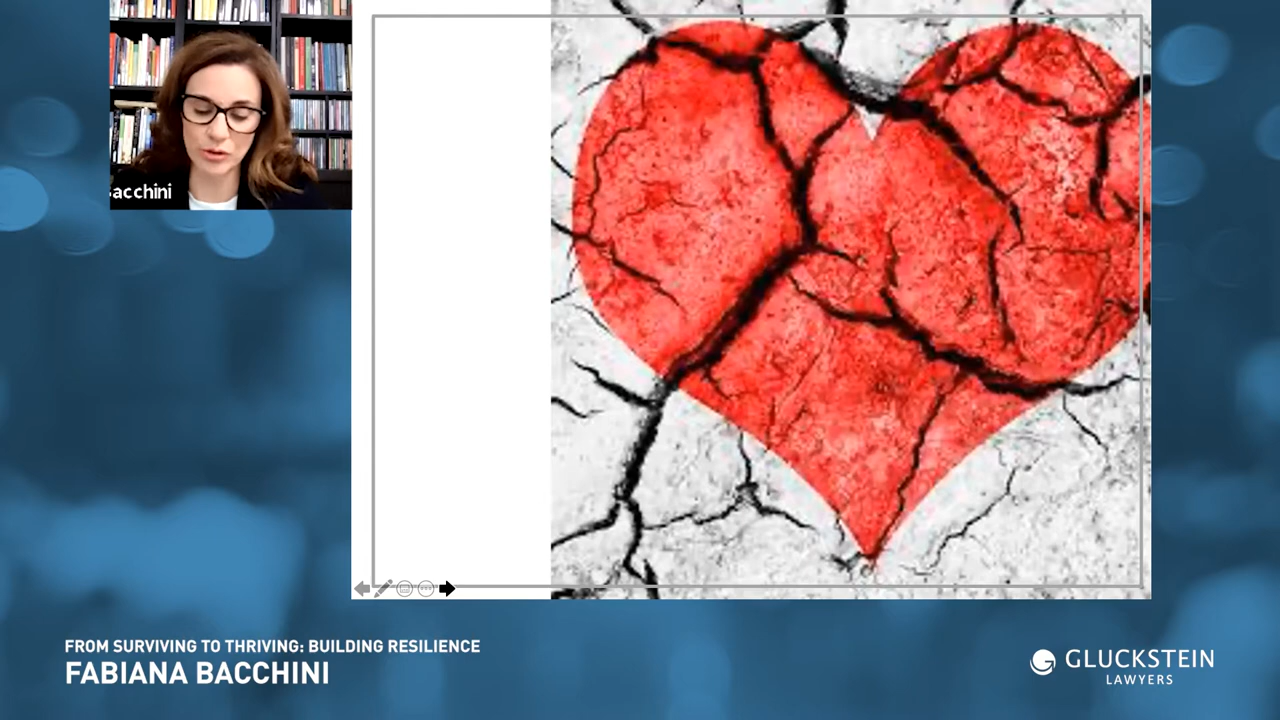 acchini
FROM SURVIVING TO THRIVING: BUILDING RESILIENCE
FABIANA BACCHINI
GLUCKSTEIN
LAWYERS